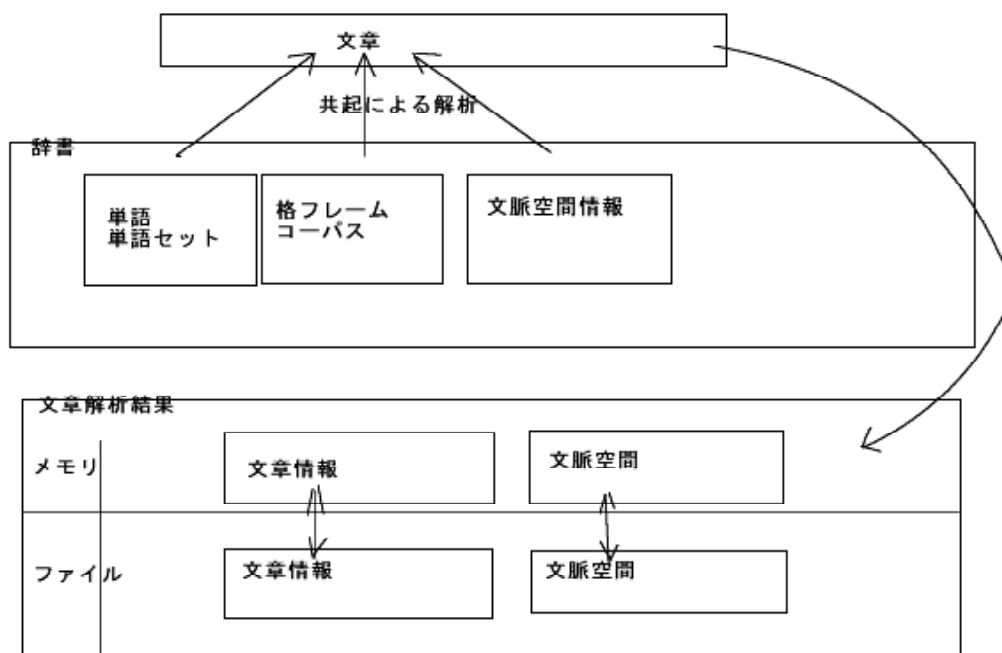 文章
共起による解析
辞書
単語
単語セット
格フレーム
コーパス
文脈空間情報
文章解析結果
メモリ
文章情報
文脈空間
ファイル
文章情報
文脈空間